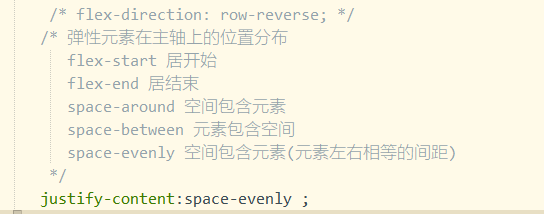 /* flex-direction: row-reverse; */
/* 弹性元素在主轴上的位置分布
flex-start 居开始
flex-end 居结束
space-around 空间包含元素
space-between 元素包含空间
space-evenly 空间包含元素(元素左右相等的间距)
*/
justify-content:space-evenly ;